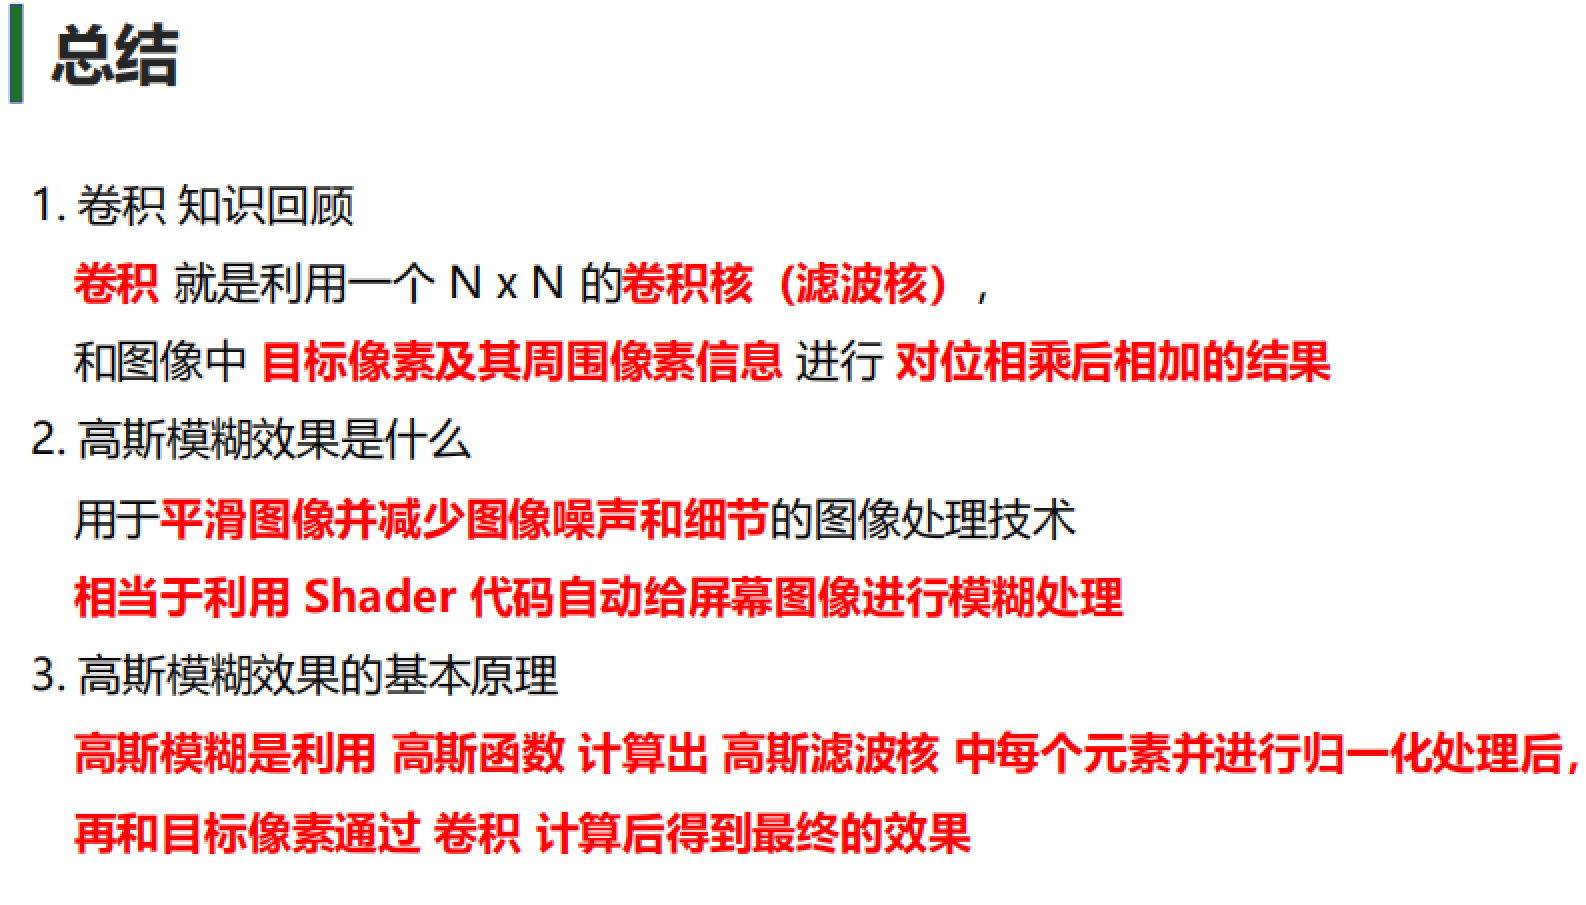 总结
1. 卷积 知识回顾
卷积 就是利用一个 N x N 的卷积核（滤波核），
和图像中 目标像素及其周围像素信息 进行 对位相乘后相加的结果
2. 高斯模糊效果是什么
用于平滑图像并减少图像噪声和细节的图像处理技术
相当于利用 Shader 代码自动给屏幕图像进行模糊处理
3. 高斯模糊效果的基本原理
高斯模糊是利用 高斯函数 计算出 高斯滤波核 中每个元素并进行归一化处理后，
再和目标像素通过 卷积 计算后得到最终的效果